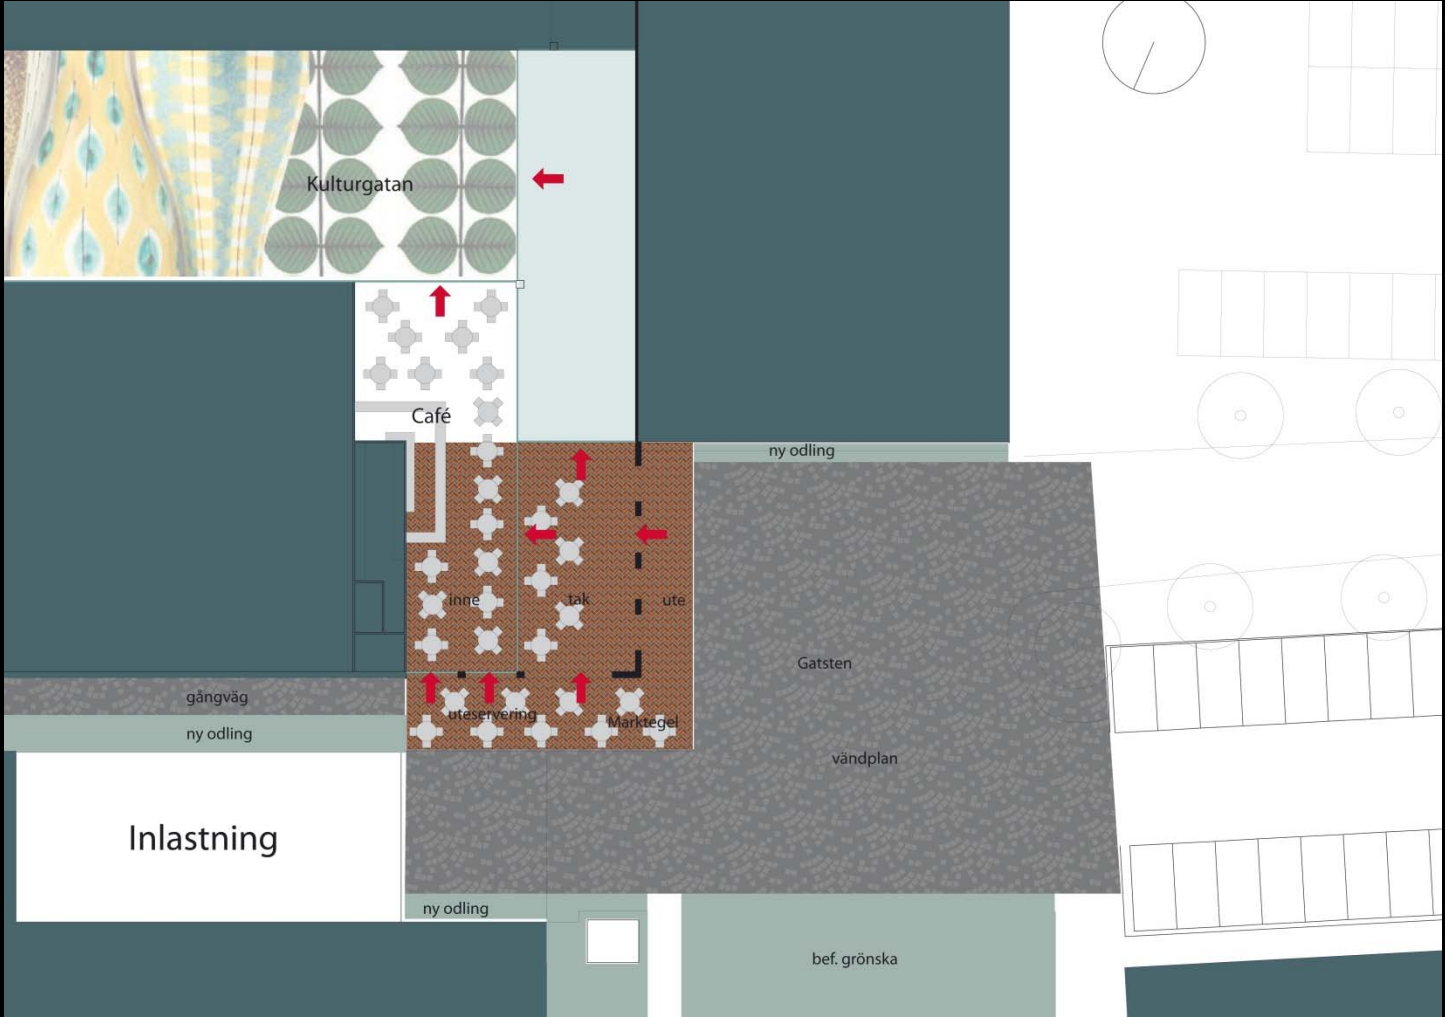 Kulturgatan
Café
ny odling
inne
tak
ute
Gatsten
gångväg
uteservering
Marktegel
ny odling
vändplan
Inlastning
ny odling
bef. grönska